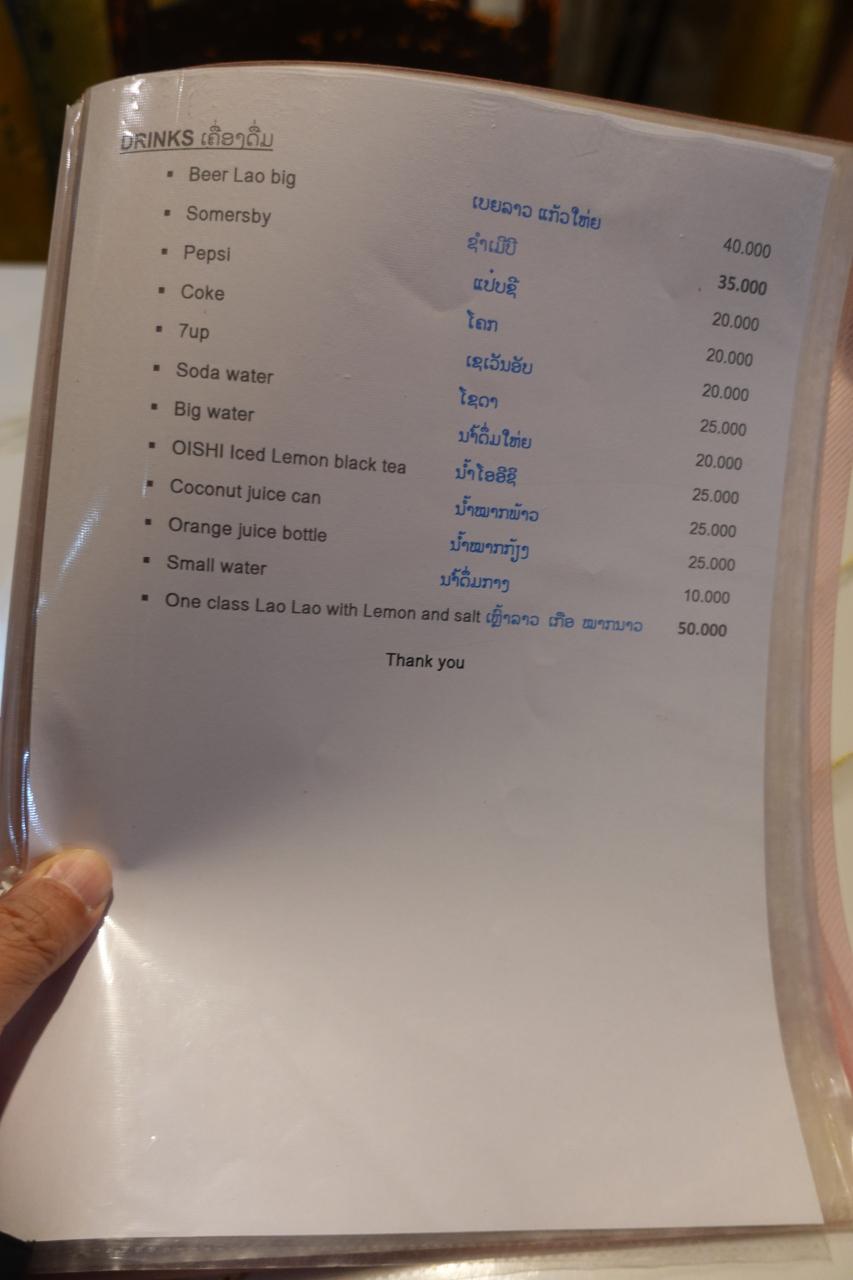 DRINKS ເຄື່ອງດື່ມ
▪ Beer Lao big ເບຍລາວ ແກ້ວໃຫ່ຍ 40.000
▪ Somersby ຊຳເມີບີ 35.000
▪ Pepsi ແປ໋ບຊີ 20.000
▪ Coke ໂຄກ 20.000
▪ 7up ເຊເວັນອັບ 20.000
▪ Soda water ໂຊດາ 25.000
▪ Big water ນ້ຳດື່ມໃຫ່ຍ 20.000
▪ OISHI Iced Lemon black tea ນ້ຳໂອອີຊິ 25.000
▪ Coconut juice can ນ້ຳໝາກພ້າວ 25.000
▪ Orange juice bottle ນ້ຳໝາກກ້ຽງ 25.000
▪ Small water ນ້ຳດື່ມກາງ 10.000
▪ One class Lao Lao with Lemon and salt ເຫຼົ້າລາວ ເກືອ ໝາກນາວ 50.000
Thank you